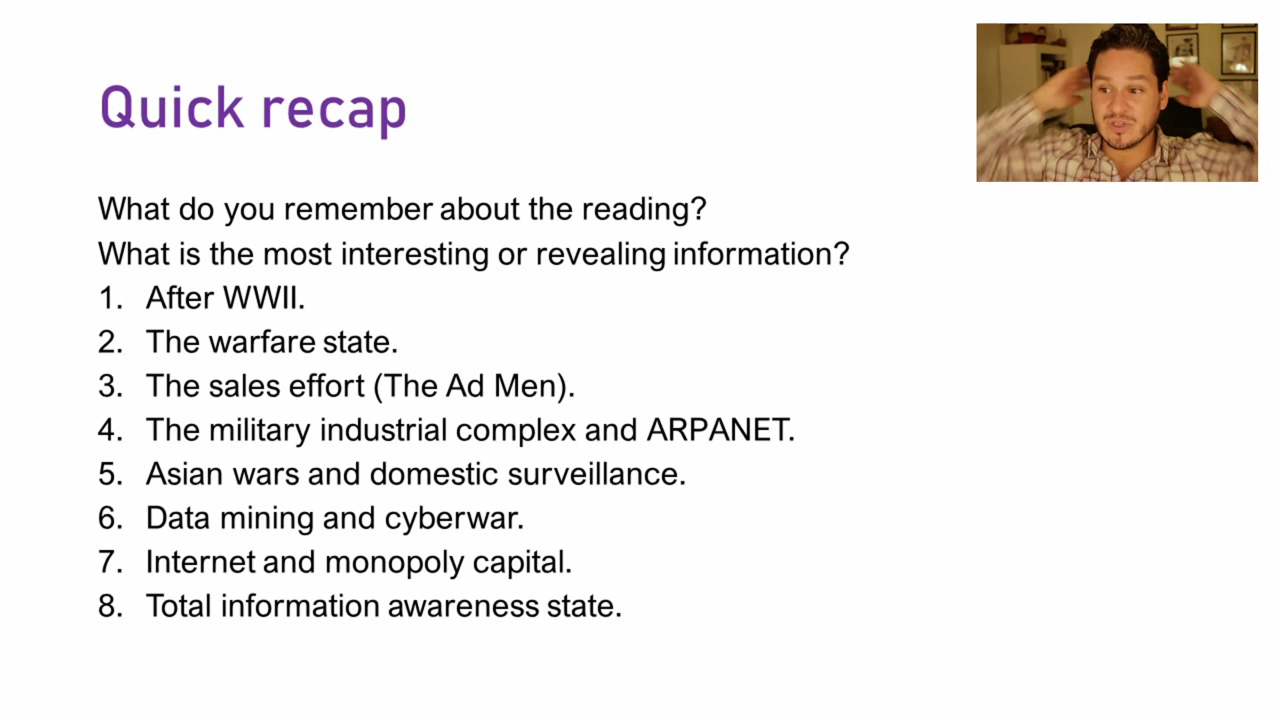 Quick recap
What do you remember about the reading?
What is the most interesting or revealing information?
1. After WWII.
2. The warfare state.
3. The sales effort (The Ad Men).
4. The military industrial complex and ARPANET.
5. Asian wars and domestic surveillance.
6. Data mining and cyberwar.
7. Internet and monopoly capital.
8. Total information awareness state.